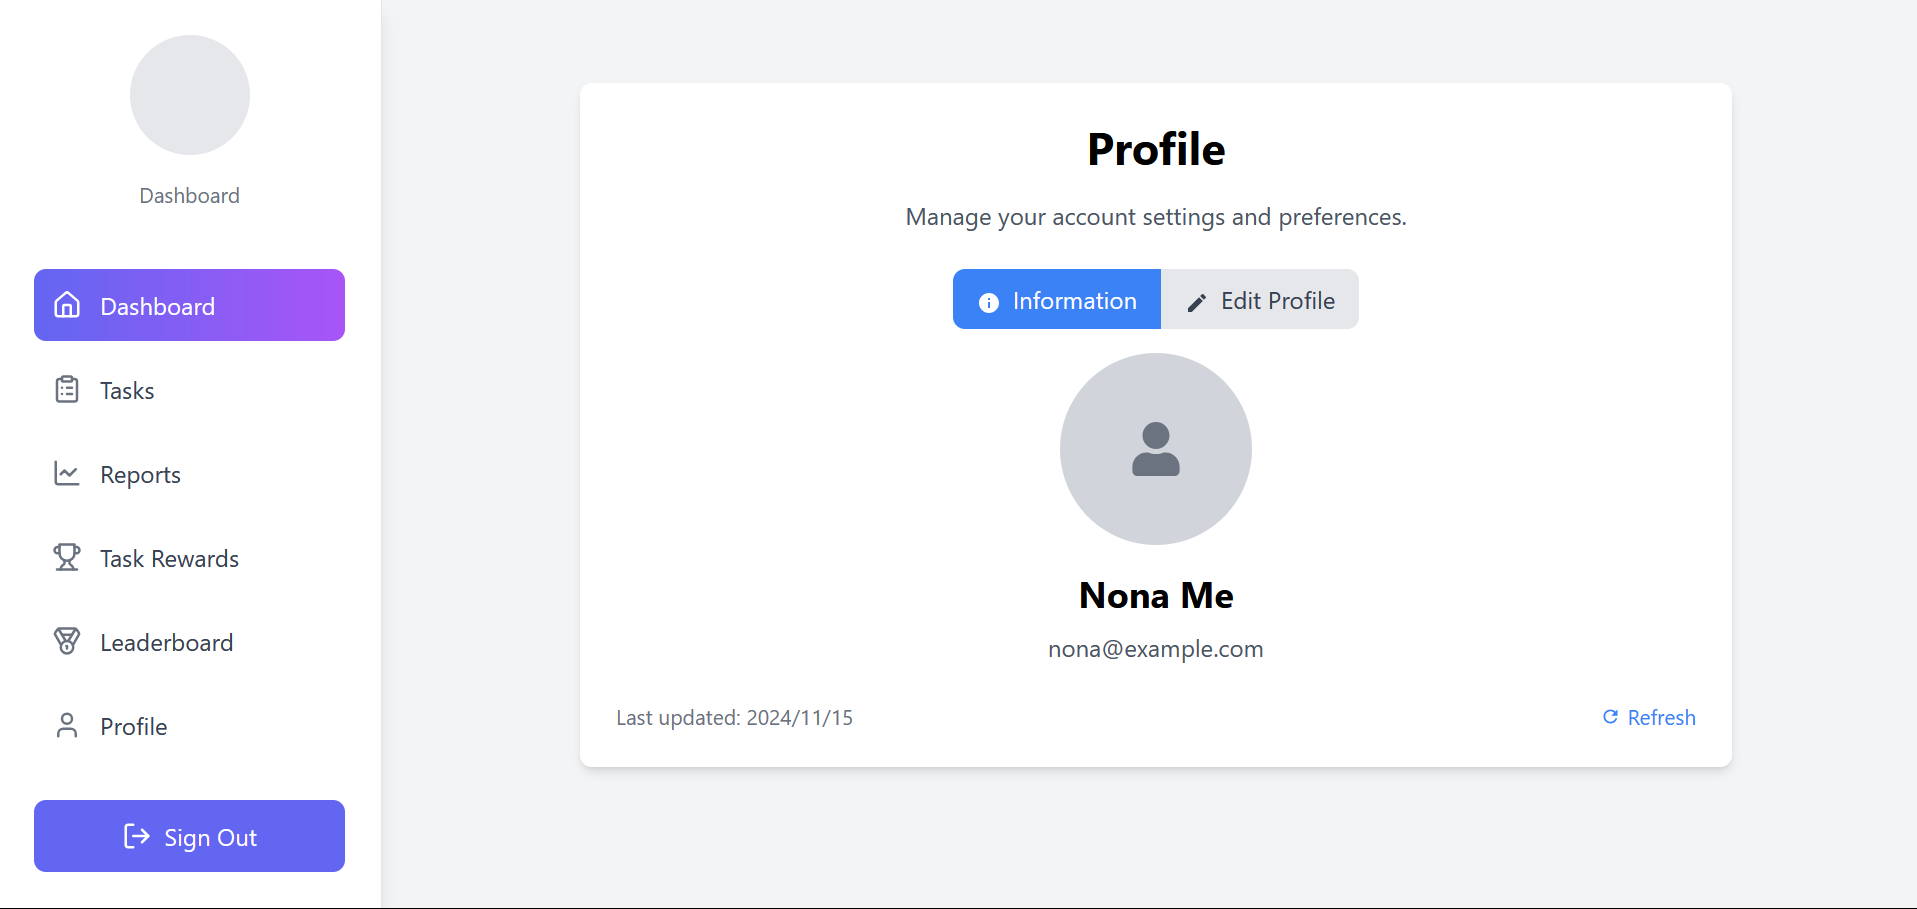 Dashboard
Dashboard
Tasks
Reports
Task Rewards
Leaderboard
Profile
Sign Out
Profile
Manage your account settings and preferences.
Information
Edit Profile
Nona Me
nona@example.com
Last updated: 2024/11/15
Refresh